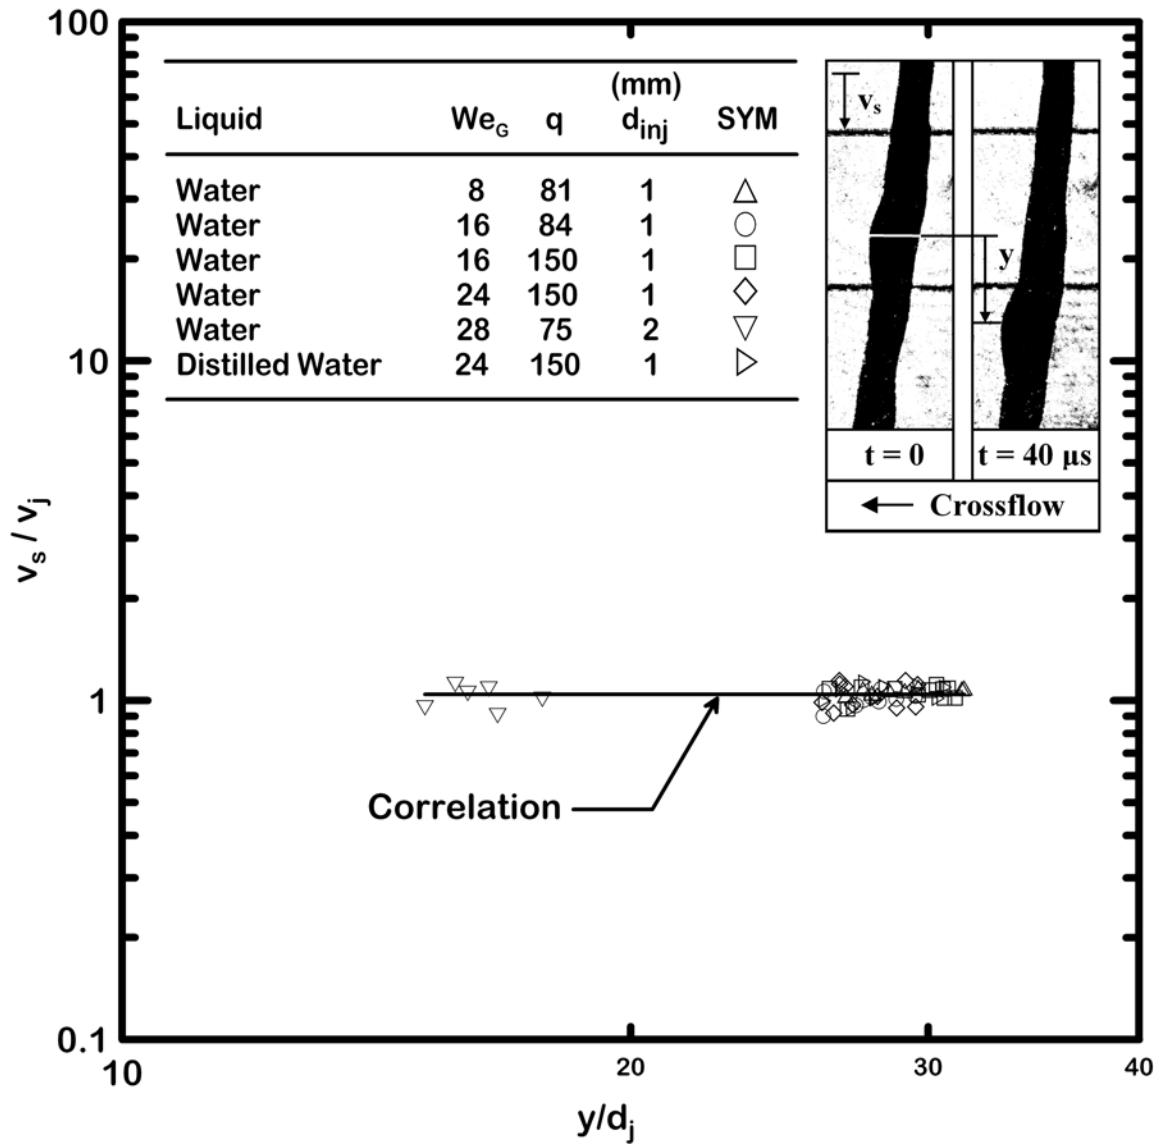 100
10
1
0.1
v_s / v_j
(mm)
Liquid We_G q d_inj SYM
Water 8 81 1 △
Water 16 84 1 ○
Water 16 150 1 □
Water 24 150 1 ◇
Water 28 75 2 ▽
Distilled Water 24 150 1 ▷
v_s
y
t = 0 t = 40 µs
← Crossflow
Correlation
10 20 30 40
y/d_j